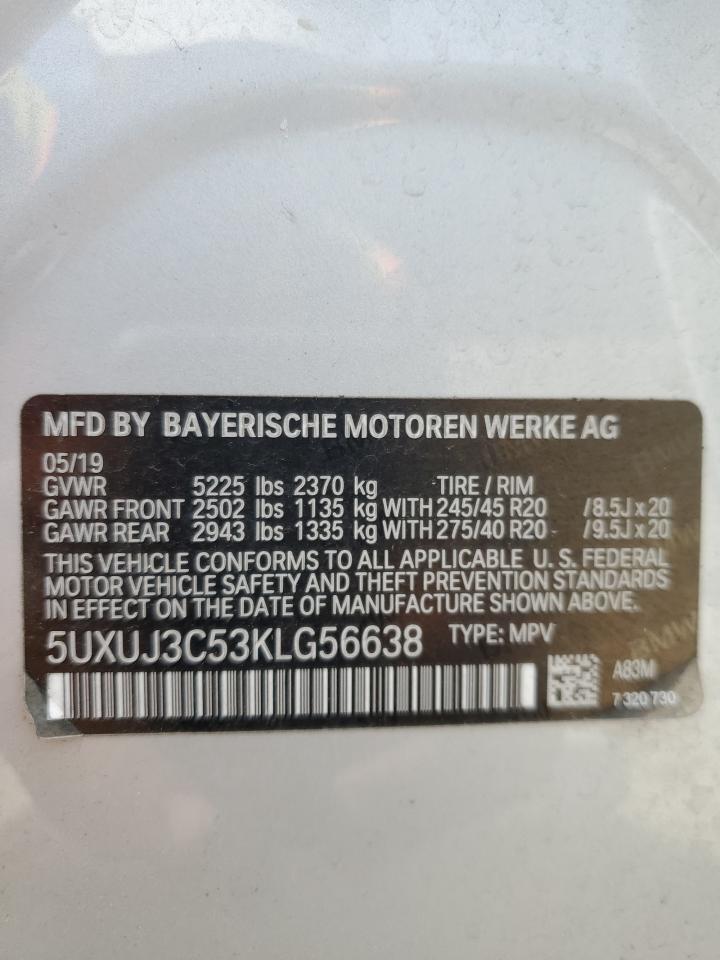 MFD BY BAYERISCHE MOTOREN WERKE AG
05/19
GVWR 5225 lbs 2370 kg TIRE / RIM
GAWR FRONT 2502 lbs 1135 kg WITH 245/45 R20 /8.5J x 20
GAWR REAR 2943 lbs 1335 kg WITH 275/40 R20 /9.5J x 20
THIS VEHICLE CONFORMS TO ALL APPLICABLE U. S. FEDERAL
MOTOR VEHICLE SAFETY AND THEFT PREVENTION STANDARDS
IN EFFECT ON THE DATE OF MANUFACTURE SHOWN ABOVE.
5UXUJ3C53KLG56638 TYPE: MPV
A83M
7 320 730